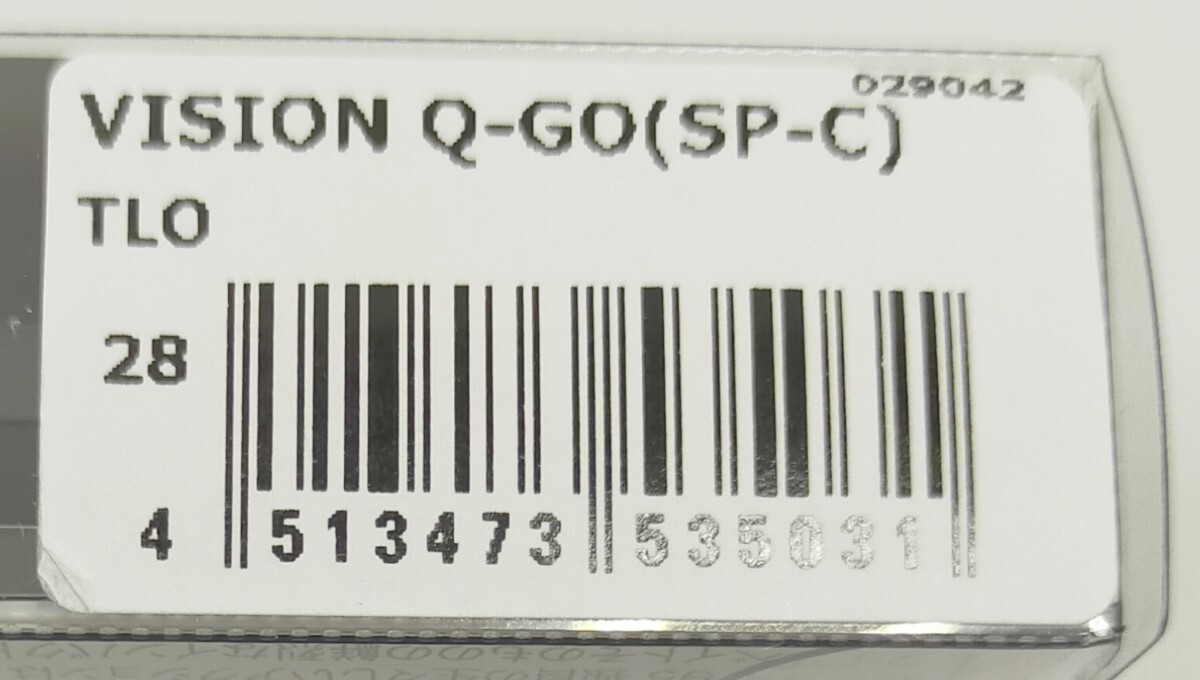 029042
VISION Q-GO(SP-C)
TLO
28
4 513473 535031